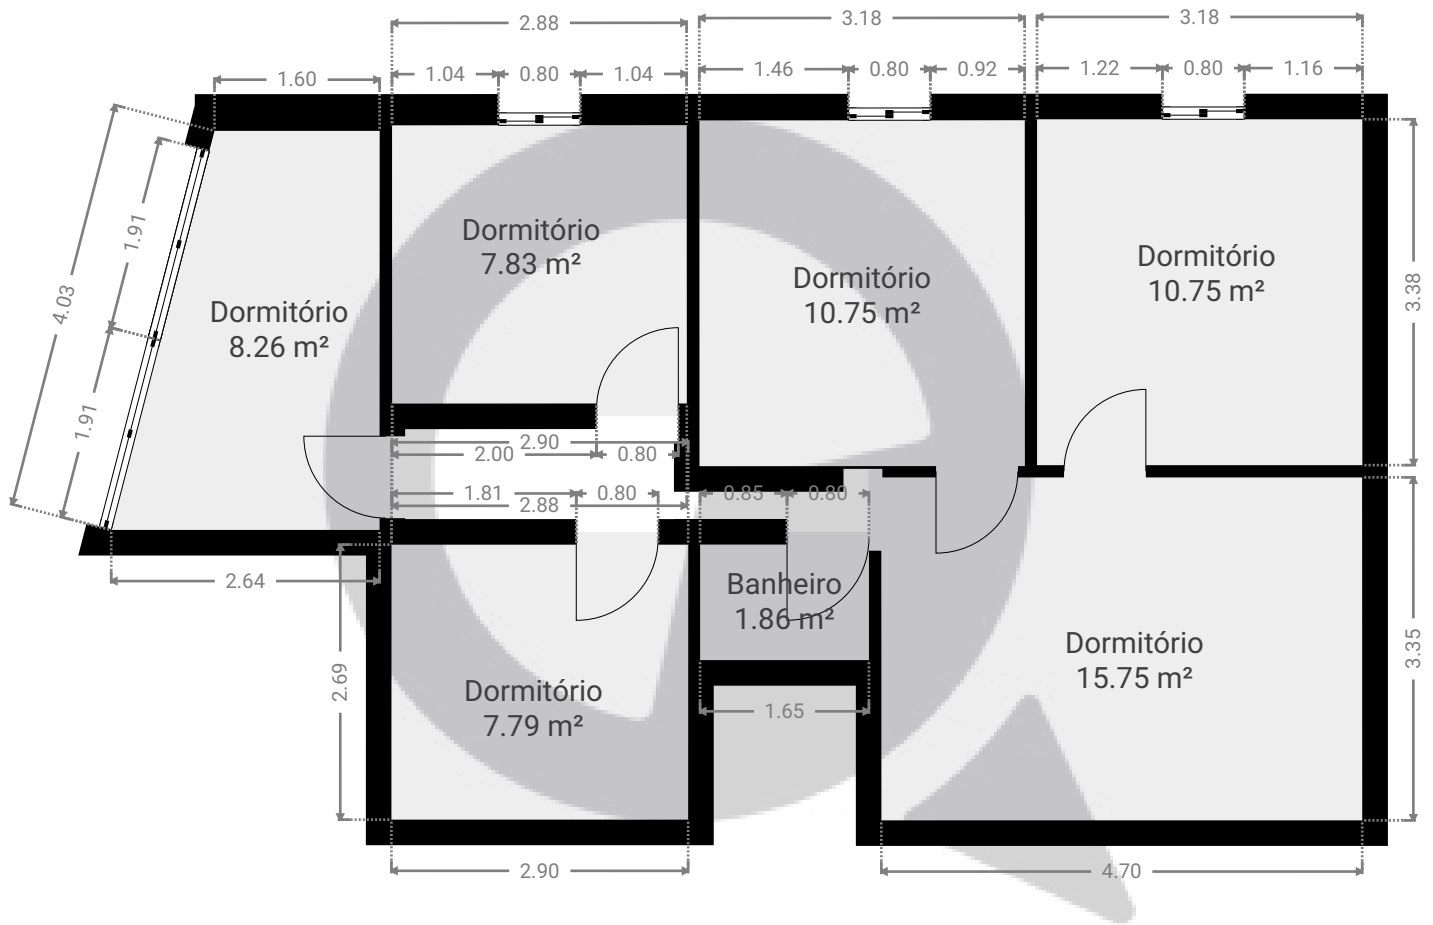 2.88
3.18
3.18
1.60
1.04
0.80
1.04
1.46
0.80
0.92
1.22
0.80
1.16
4.03
1.91
1.91
Dormitório
8.26 m²
Dormitório
7.83 m²
Dormitório
10.75 m²
Dormitório
10.75 m²
3.38
2.90
2.00
0.80
1.81
0.80
2.88
0.85
0.80
2.64
2.69
Dormitório
7.79 m²
Banheiro
1.86 m²
1.65
Dormitório
15.75 m²
3.35
2.90
4.70